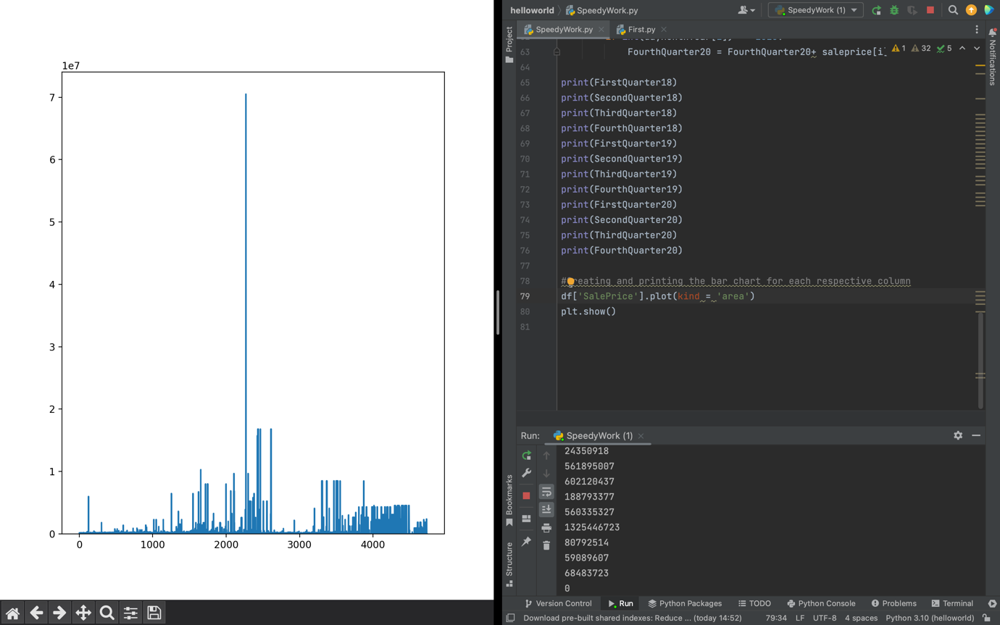 1e7
7
6
5
4
3
2
1
0
0 1000 2000 3000 4000
helloworld SpeedyWork.py
SpeedyWork (1)
SpeedyWork.py First.py
Project
Notifications
1 32 5
63 FourthQuarter20 = FourthQuarter20+ saleprice[i]
64
65 print(FirstQuarter18)
66 print(SecondQuarter18)
67 print(ThirdQuarter18)
68 print(FourthQuarter18)
69 print(FirstQuarter19)
70 print(SecondQuarter19)
71 print(ThirdQuarter19)
72 print(FourthQuarter19)
73 print(FirstQuarter20)
74 print(SecondQuarter20)
75 print(ThirdQuarter20)
76 print(FourthQuarter20)
77
78 #Creating and printing the bar chart for each respective column
79 df['SalePrice'].plot(kind = 'area')
80 plt.show()
81
Run: SpeedyWork (1)
24350918
561895007
602120437
188793377
560335327
1325446723
80792514
59089607
68483723
0
Bookmarks
Structure
Version Control Run Python Packages TODO Python Console Problems Terminal
Download pre-built shared indexes: Reduce ... (today 14:52) 79:34 LF UTF-8 4 spaces Python 3.10 (helloworld)